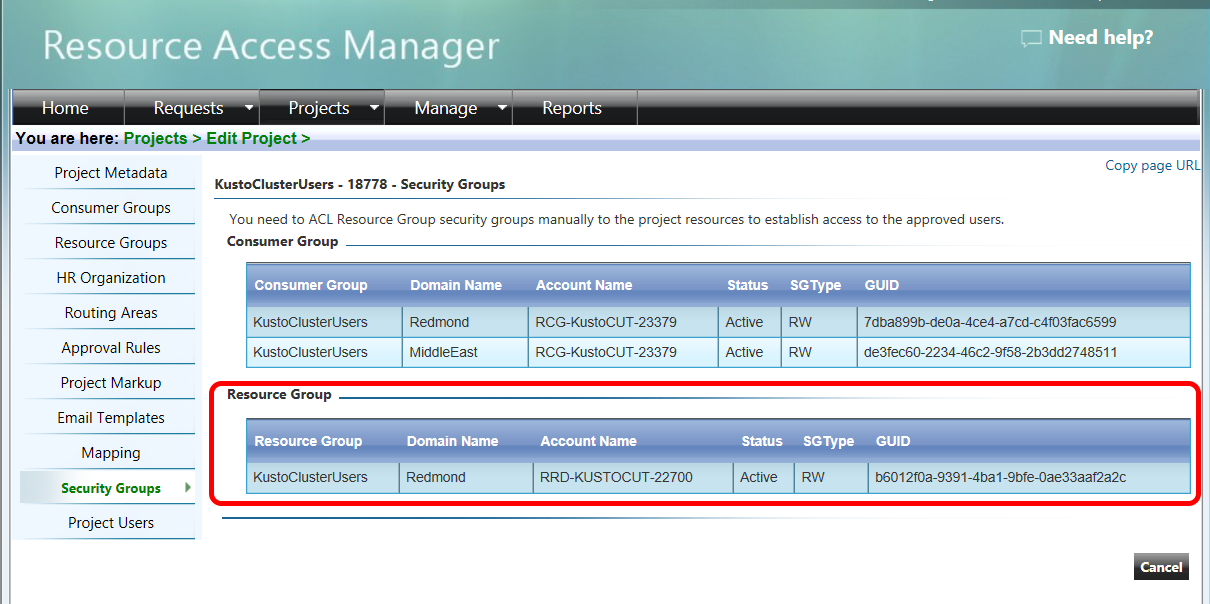 Resource Access Manager
Need help?
Home Requests Projects Manage Reports
You are here: Projects > Edit Project >
Copy page URL
Project Metadata
Consumer Groups
Resource Groups
HR Organization
Routing Areas
Approval Rules
Project Markup
Email Templates
Mapping
Security Groups
Project Users
KustoClusterUsers - 18778 - Security Groups
You need to ACL Resource Group security groups manually to the project resources to establish access to the approved users.
Consumer Group
Consumer Group Domain Name Account Name Status SGType GUID
KustoClusterUsers Redmond RCG-KustoCUT-23379 Active RW 7dba899b-de0a-4ce4-a7cd-c4f03fac6599
KustoClusterUsers MiddleEast RCG-KustoCUT-23379 Active RW de3fec60-2234-46c2-9f58-2b3dd2748511
Resource Group
Resource Group Domain Name Account Name Status SGType GUID
KustoClusterUsers Redmond RRD-KUSTOCUT-22700 Active RW b6012f0a-9391-4ba1-9bfe-0ae33aaf2a2c
Cancel